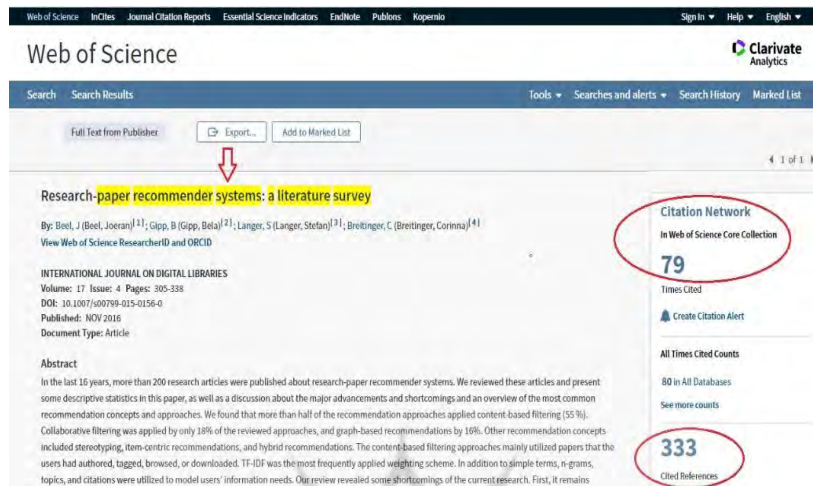 Web of Science InCites Journal Citation Reports Essential Science Indicators EndNote Publons Kopernio Sign In Help English
Web of Science
Clarivate
Analytics
Search Search Results Tools Searches and alerts Search History Marked List
Full Text from Publisher Export... Add to Marked List
1 of 1
Research-paper recommender systems: a literature survey
By: Beel, J (Beel, Joeran)[1]; Gipp, B (Gipp, Bela)[2]; Langer, S (Langer, Stefan)[3]; Breitinger, C (Breitinger, Corinna)[4]
View Web of Science ResearcherID and ORCID
INTERNATIONAL JOURNAL ON DIGITAL LIBRARIES
Volume: 17 Issue: 4 Pages: 305-338
DOI: 10.1007/s00799-015-0156-0
Published: NOV 2016
Document Type: Article
Abstract
In the last 16 years, more than 200 research articles were published about research-paper recommender systems. We reviewed these articles and present
some descriptive statistics in this paper, as well as a discussion about the major advancements and shortcomings and an overview of the most common
recommendation concepts and approaches. We found that more than half of the recommendation approaches applied content-based filtering (55 %).
Collaborative filtering was applied by only 18% of the reviewed approaches, and graph-based recommendations by 16%. Other recommendation concepts
included stereotyping, item-centric recommendations, and hybrid recommendations. The content-based filtering approaches mainly utilized papers that the
users had authored, tagged, browsed, or downloaded. TF-IDF was the most frequently applied weighting scheme. In addition to simple terms, n-grams,
topics, and citations were utilized to model users' information needs. Our review revealed some shortcomings of the current research. First, it remains
Citation Network
In Web of Science Core Collection
79
Times Cited
Create Citation Alert
All Times Cited Counts
80 in All Databases
See more counts
333
Cited References